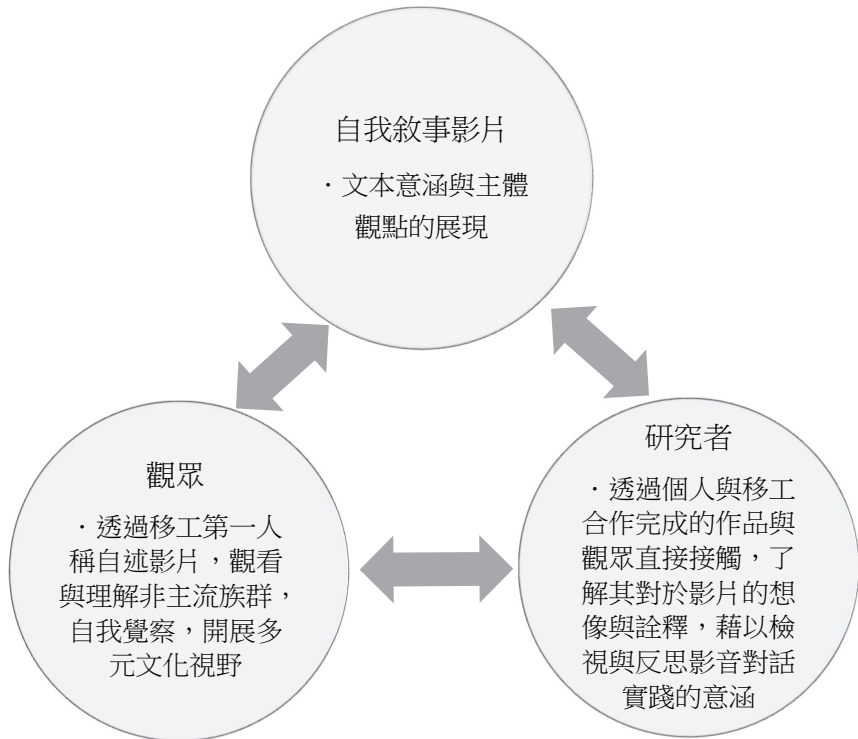 自我敘事影片
．文本意涵與主體
觀點的展現
觀眾
．透過移工第一人
稱自述影片，觀看
與理解非主流族群，
自我覺察，開展多
元文化視野
研究者
．透過個人與移工
合作完成的作品與
觀眾直接接觸，了
解其對於影片的想
像與詮釋，藉以檢
視與反思影音對話
實踐的意涵